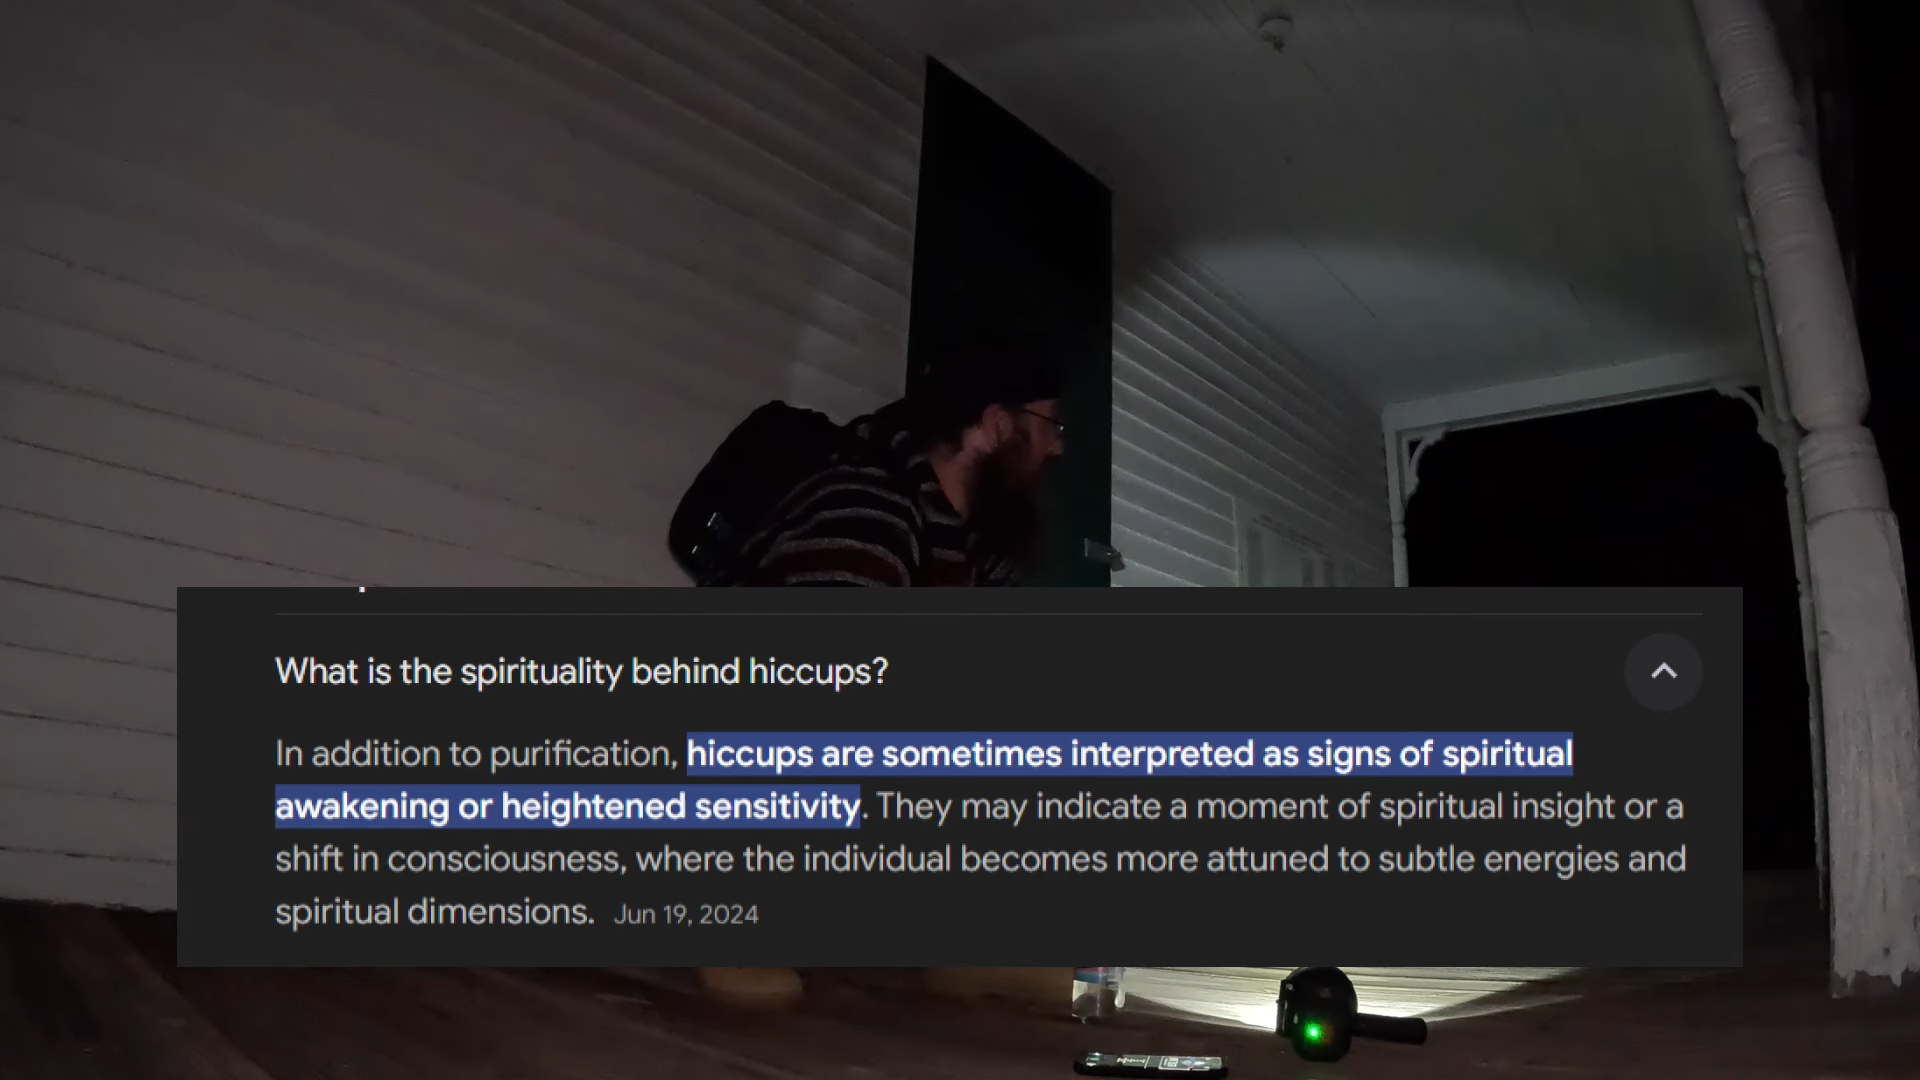 What is the spirituality behind hiccups?
In addition to purification, hiccups are sometimes interpreted as signs of spiritual
awakening or heightened sensitivity. They may indicate a moment of spiritual insight or a
shift in consciousness, where the individual becomes more attuned to subtle energies and
spiritual dimensions. Jun 19, 2024